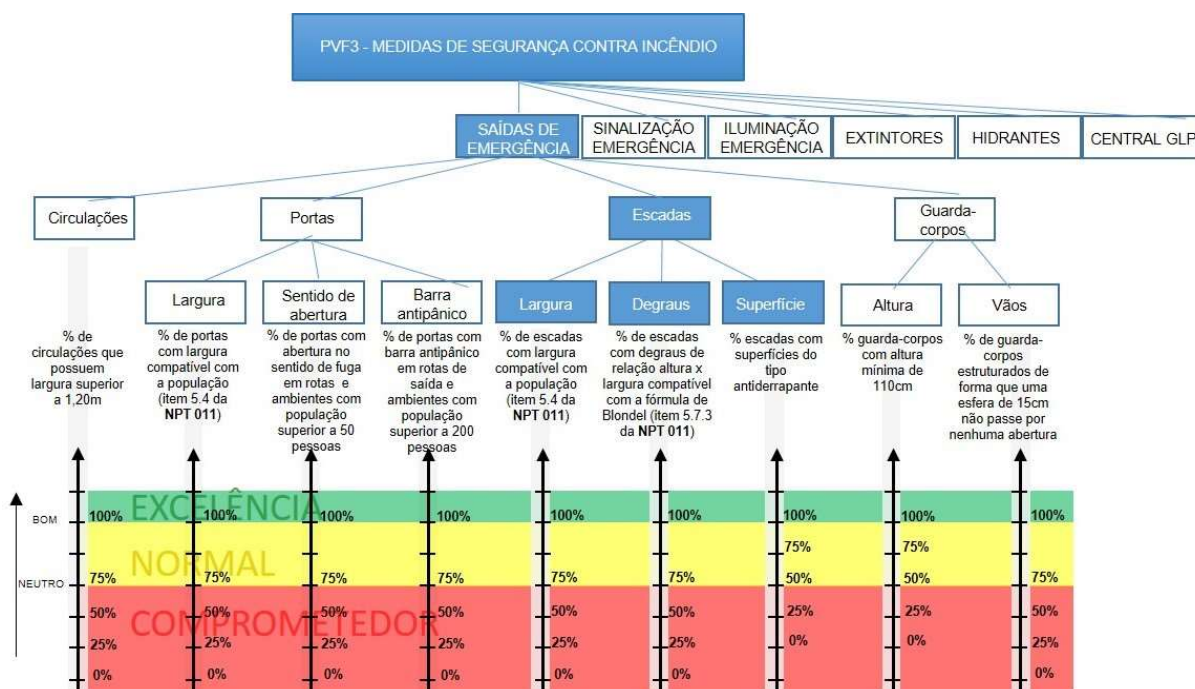 PVF3 - MEDIDAS DE SEGURANÇA CONTRA INCÊNDIO
SAÍDAS DE
EMERGÊNCIA
SINALIZAÇÃO
EMERGÊNCIA
ILUMINAÇÃO
EMERGÊNCIA
EXTINTORES
HIDRANTES
CENTRAL GLP
Circulações
Portas
Escadas
Guarda-
corpos
Largura
Sentido de
abertura
Barra
antipânico
Largura
Degraus
Superfície
Altura
Vãos
% de
circulações que
possuem
largura superior
a 1,20m
% de portas
com largura
compatível com
a população
(item 5.4 da
NPT 011)
% de portas com
abertura no
sentido de fuga
em rotas e
ambientes com
população
superior a 50
pessoas
% de portas com
barra antipânico
em rotas de
saída e
ambientes com
população
superior a 200
pessoas
% de escadas
com largura
compatível com
a população
(item 5.4 da
NPT 011)
% de escadas
com degraus de
relação altura x
largura compatível
com a fórmula de
Blondel (item 5.7.3
da NPT 011)
% escadas com
superfícies do
tipo
antiderrapante
% guarda-corpos
com altura
mínima de
110cm
% de guarda-
corpos
estruturados de
forma que uma
esfera de 15cm
não passe por
nenhuma abertura
EXCELÊNCIA
BOM
100% 100% 100% 100% 100% 100% 100% 100% 100%
NORMAL
75% 75%
NEUTRO
75% 75% 75% 75% 75% 75% 50% 50% 75%
50% 50% 50% 50% 50% 50% 25% 25% 50%
COMPROMETEDOR
25% 25% 25% 25% 25% 25% 0% 0% 25%
0% 0% 0% 0% 0% 0% 0%